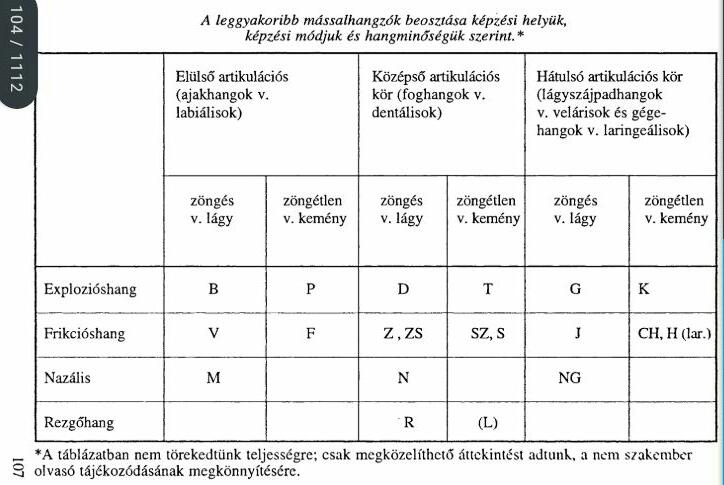 104 / 1112
A leggyakoribb mássalhangzók beosztása képzési helyük,
képzési módjuk és hangminőségük szerint.*
Elülső artikulációs
(ajakhangok v.
labiálisok)
Középső artikulációs
kör (foghangok v.
dentálisok)
Hátulsó artikulációs kör
(lágyszájpadhangok
v. velárisok és gége-
hangok v. laringeálisok)
zöngés
v. lágy
zöngétlen
v. kemény
zöngés
v. lágy
zöngétlen
v. kemény
zöngés
v. lágy
zöngétlen
v. kemény
Explozióshang B P D T G K
Frikcióshang V F Z , ZS SZ, S J CH, H (lar.)
Nazális M N NG
Rezgőhang R (L)
*A táblázatban nem törekedtünk teljességre; csak megközelíthető áttekintést adtunk, a nem szakember
olvasó tájékozódásának megkönnyítésére.
107